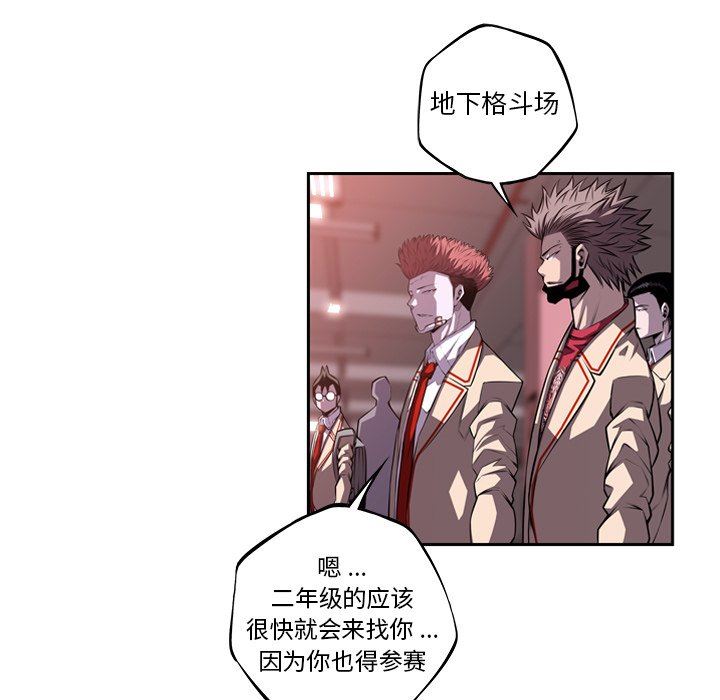 地下格斗场
嗯 ...
二年级的应该
很快就会来找你 ...
因为你也得参赛